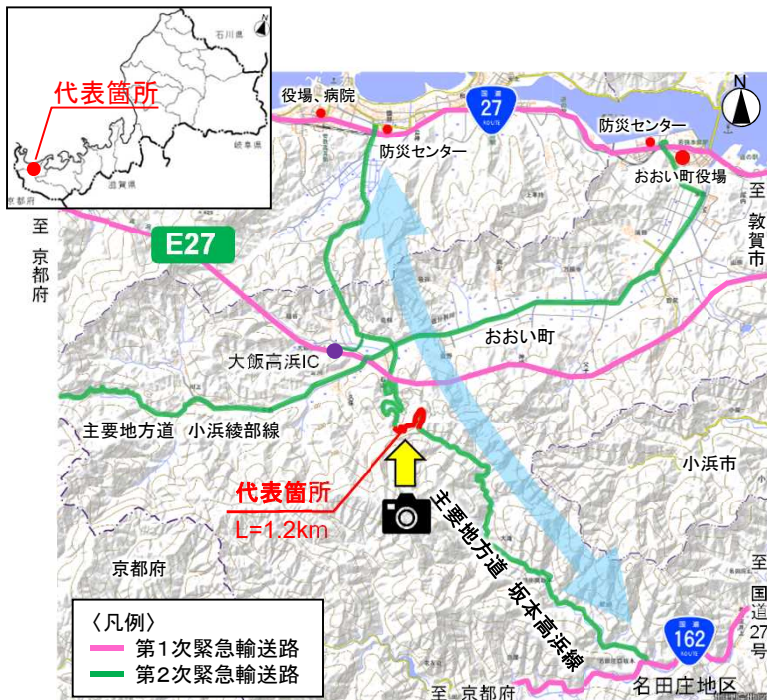 石川県
代表箇所
岐阜県
滋賀県
京都府
N
役場、病院
国道
27
ROUTE
防災センター
防災センター
おおい町役場
至 京都府
E27
至 敦賀市
おおい町
大飯高浜IC
主要地方道 小浜綾部線
小浜市
代表箇所
L=1.2km
主要地方道 坂本高浜線
京都府
至 国道27号
〈凡例〉
第1次緊急輸送路
第2次緊急輸送路
国道
162
ROUTE
名田庄地区
至 京都府